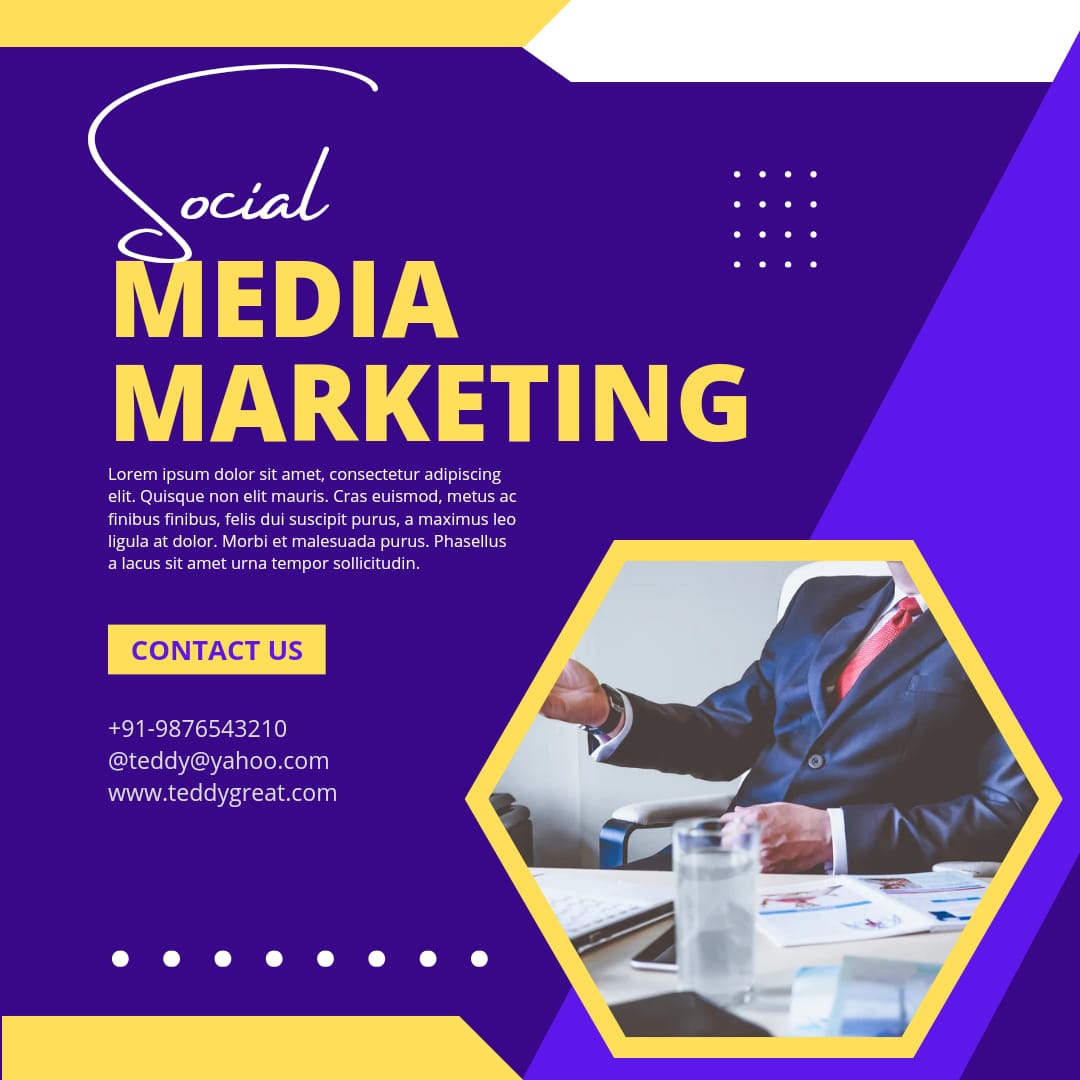 Social
MEDIA
MARKETING
Lorem ipsum dolor sit amet, consectetur adipiscing
elit. Quisque non elit mauris. Cras euismod, metus ac
finibus finibus, felis dui suscipit purus, a maximus leo
ligula at dolor. Morbi et malesuada purus. Phasellus
a lacus sit amet urna tempor sollicitudin.
CONTACT US
+91-9876543210
@teddy@yahoo.com
www.teddygreat.com